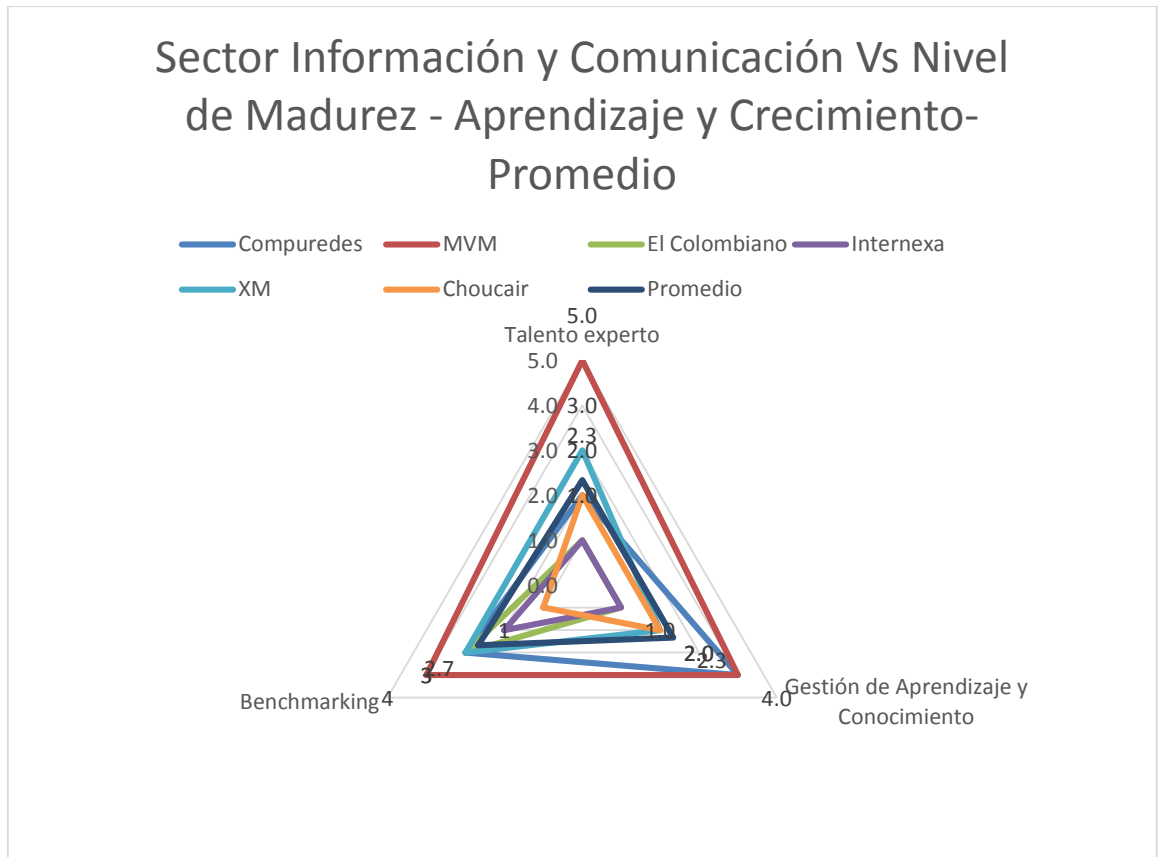 Sector Información y Comunicación Vs Nivel
de Madurez - Aprendizaje y Crecimiento-
Promedio
Compuredes MVM El Colombiano Internexa
XM Choucair Promedio
5.0
Talento experto
5.0
4.0 3.0
2.3
3.0 2.0
2.0 1.0
1.0
0.0
1 1.0
2.0
2.3
2.7
3
Benchmarking 4
4.0 Gestión de Aprendizaje y
Conocimiento